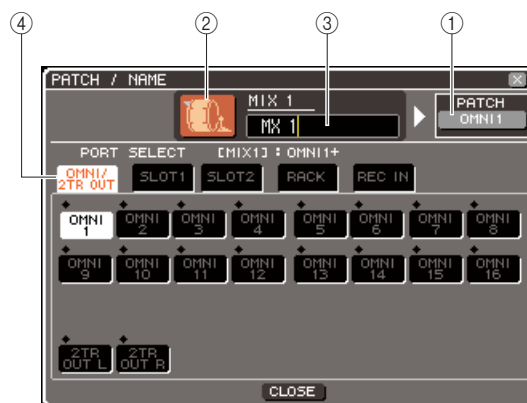 ④ ② ③ ①
PATCH / NAME
MIX 1
MX 1
PATCH
OMNI1
PORT SELECT [MIX1] : OMNI1+
OMNI/
2TR OUT
SLOT1
SLOT2
RACK
REC IN
OMNI 1
OMNI 2
OMNI 3
OMNI 4
OMNI 5
OMNI 6
OMNI 7
OMNI 8
OMNI 9
OMNI 10
OMNI 11
OMNI 12
OMNI 13
OMNI 14
OMNI 15
OMNI 16
2TR OUT L
2TR OUT R
CLOSE